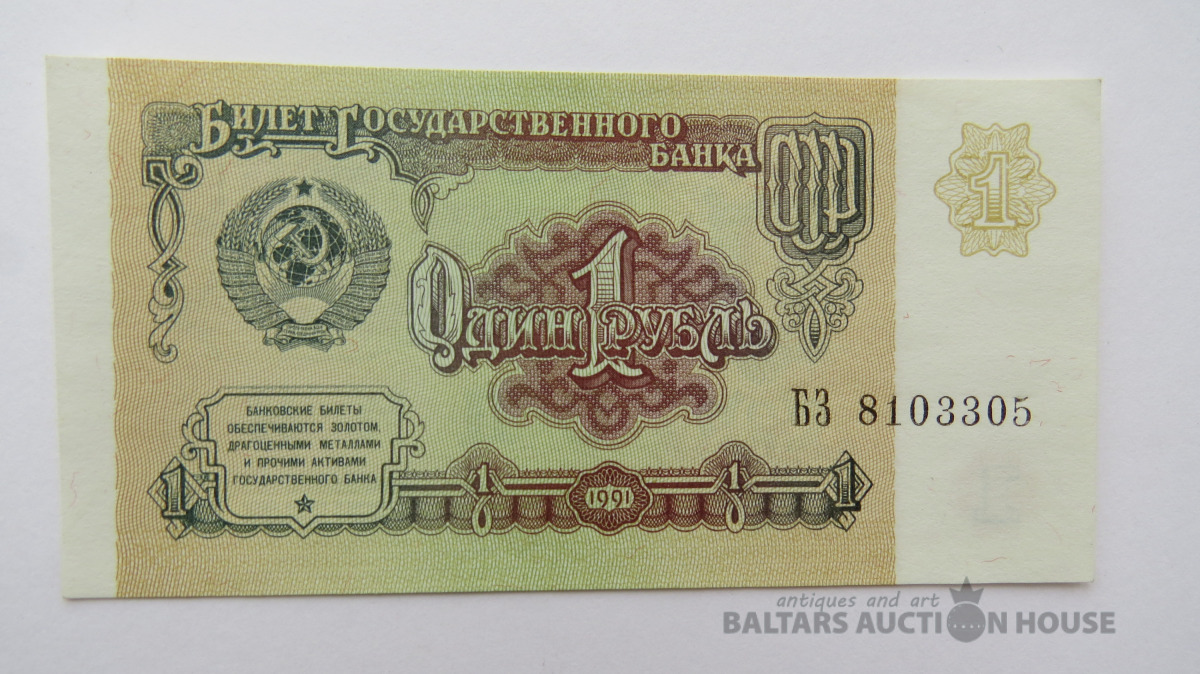 Билет Государственного
Банка
СССР
1
Один 1 рубль
БЗ 8103305
БАНКОВСКИЕ БИЛЕТЫ
ОБЕСПЕЧИВАЮТСЯ ЗОЛОТОМ,
ДРАГОЦЕННЫМИ МЕТАЛЛАМИ
И ПРОЧИМИ АКТИВАМИ
ГОСУДАРСТВЕННОГО БАНКА
1 1 1991 1 1
antiques and art
BALTARS AUCTION HOUSE